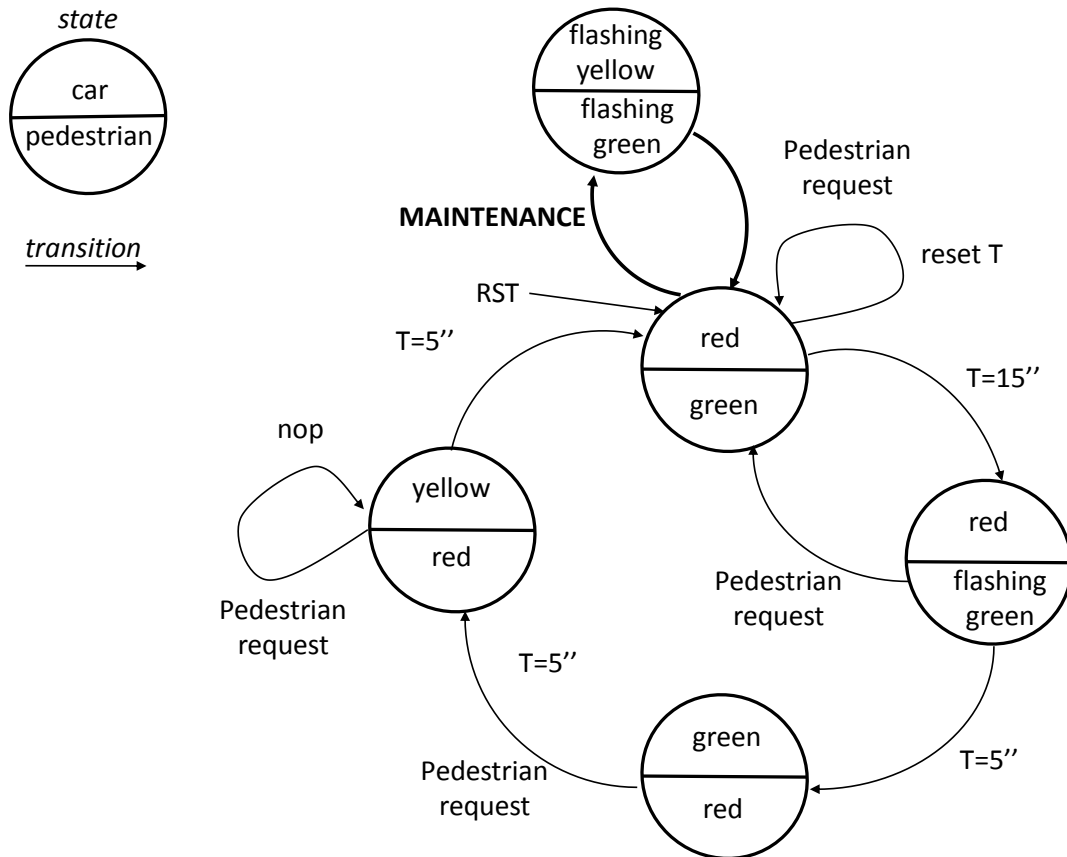 state
car
pedestrian
transition
flashing
yellow
flashing
green
MAINTENANCE
Pedestrian
request
reset T
RST
red
green
T=5’’
T=15’’
nop
yellow
red
Pedestrian
request
red
flashing
green
Pedestrian
request
T=5’’
Pedestrian
request
green
red
T=5’’